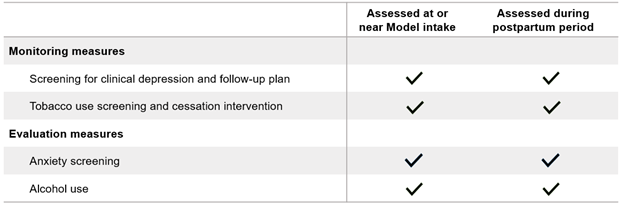 Assessed at or
near Model intake
Assessed during
postpartum period
Monitoring measures
Screening for clinical depression and follow-up plan ✓ ✓
Tobacco use screening and cessation intervention ✓ ✓
Evaluation measures
Anxiety screening ✓ ✓
Alcohol use ✓ ✓